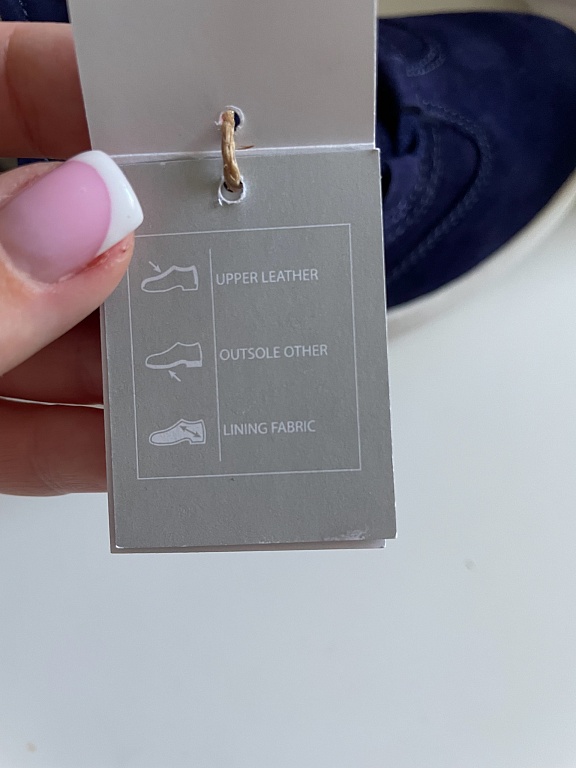 UPPER LEATHER
OUTSOLE OTHER
LINING FABRIC